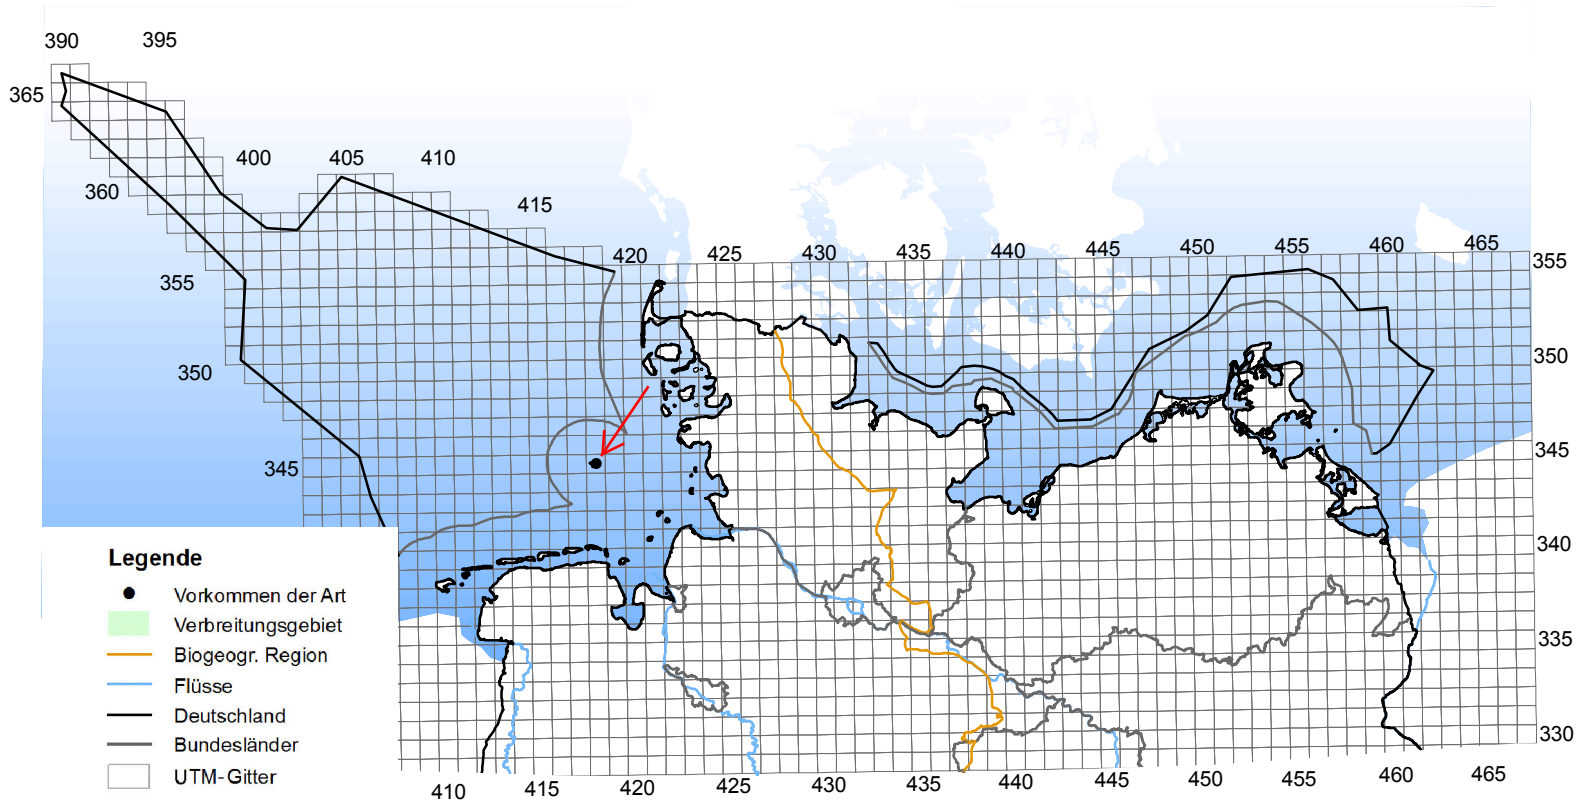 390 395
365
400 405 410
360
415
420 425 430 435 440 445 450 455 460 465
355
355
350
350
345
345
340
335
330
Legende
Vorkommen der Art
Verbreitungsgebiet
Biogeogr. Region
Flüsse
Deutschland
Bundesländer
UTM-Gitter
410 415 420 425 430 435 440 445 450 455 460 465